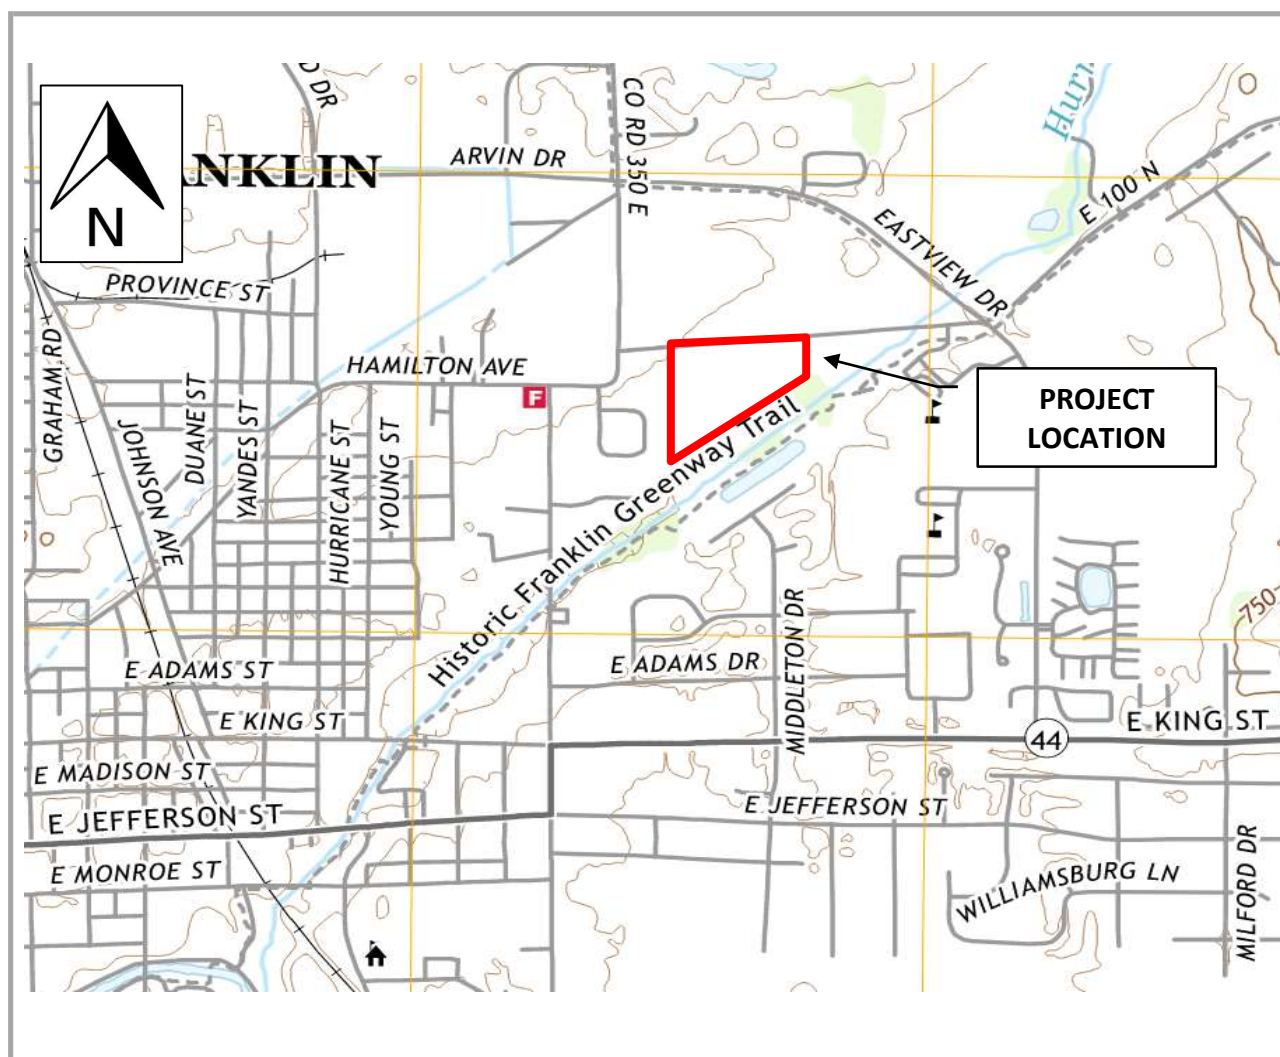 D DR
N
NKLIN
ARVIN DR
CO RD 350 E
Hurri
E 100 N
EASTVIEW DR
PROVINCE ST
GRAHAM RD
HAMILTON AVE
F
PROJECT
LOCATION
JOHNSON AVE
DUANE ST
YANDES ST
HURRICANE ST
YOUNG ST
Historic Franklin Greenway Trail
MIDDLETON DR
750
E ADAMS ST
E ADAMS DR
E KING ST
44
E KING ST
E MADISON ST
E JEFFERSON ST
E JEFFERSON ST
E MONROE ST
WILLIAMSBURG LN
MILFORD DR